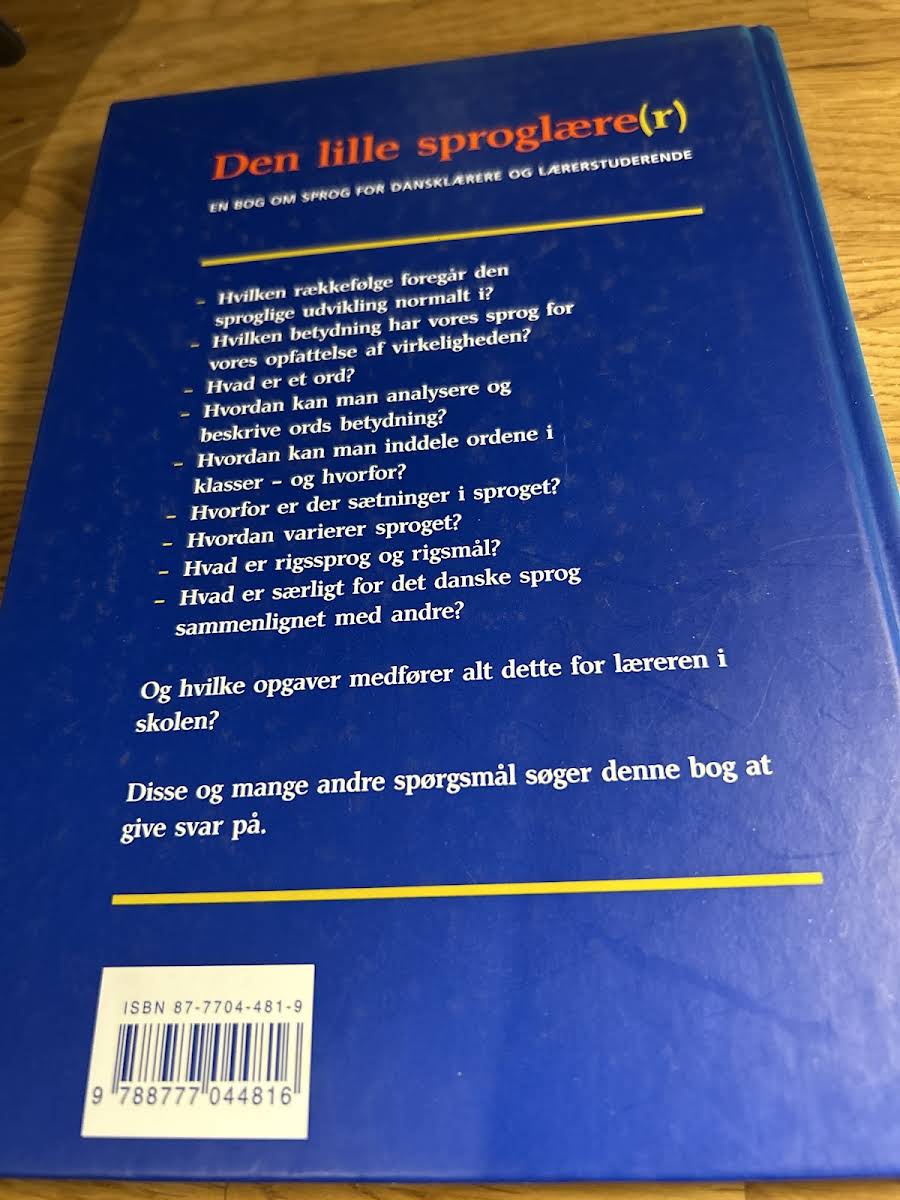 Den lille sproglære(r)
EN BOG OM SPROG FOR DANSKLÆRERE OG LÆRERSTUDERENDE
– Hvilken rækkefølge foregår den
sproglige udvikling normalt i?
– Hvilken betydning har vores sprog for
vores opfattelse af virkeligheden?
– Hvad er et ord?
– Hvordan kan man analysere og
beskrive ords betydning?
– Hvordan kan man inddele ordene i
klasser – og hvorfor?
– Hvorfor er der sætninger i sproget?
– Hvordan varierer sproget?
– Hvad er rigssprog og rigsmål?
– Hvad er særligt for det danske sprog
sammenlignet med andre?
Og hvilke opgaver medfører alt dette for læreren i
skolen?
Disse og mange andre spørgsmål søger denne bog at
give svar på.
ISBN 87-7704-481-9
9 788777 044816